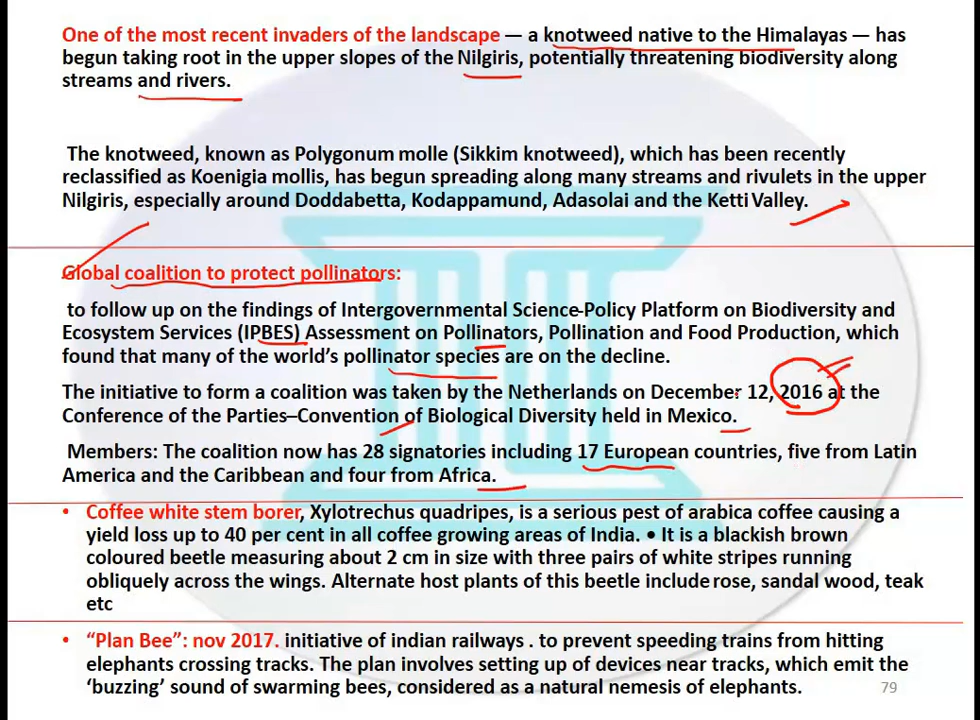 One of the most recent invaders of the landscape — a knotweed native to the Himalayas — has
begun taking root in the upper slopes of the Nilgiris, potentially threatening biodiversity along
streams and rivers.
The knotweed, known as Polygonum molle (Sikkim knotweed), which has been recently
reclassified as Koenigia mollis, has begun spreading along many streams and rivulets in the upper
Nilgiris, especially around Doddabetta, Kodappamund, Adasolai and the Ketti Valley.
Global coalition to protect pollinators:
to follow up on the findings of Intergovernmental Science-Policy Platform on Biodiversity and
Ecosystem Services (IPBES) Assessment on Pollinators, Pollination and Food Production, which
found that many of the world's pollinator species are on the decline.
The initiative to form a coalition was taken by the Netherlands on December 12, 2016 at the
Conference of the Parties–Convention of Biological Diversity held in Mexico.
Members: The coalition now has 28 signatories including 17 European countries, five from Latin
America and the Caribbean and four from Africa.
• Coffee white stem borer, Xylotrechus quadripes, is a serious pest of arabica coffee causing a
yield loss up to 40 per cent in all coffee growing areas of India. • It is a blackish brown
coloured beetle measuring about 2 cm in size with three pairs of white stripes running
obliquely across the wings. Alternate host plants of this beetle include rose, sandal wood, teak
etc
• “Plan Bee”: nov 2017. initiative of indian railways . to prevent speeding trains from hitting
elephants crossing tracks. The plan involves setting up of devices near tracks, which emit the
‘buzzing’ sound of swarming bees, considered as a natural nemesis of elephants.
79